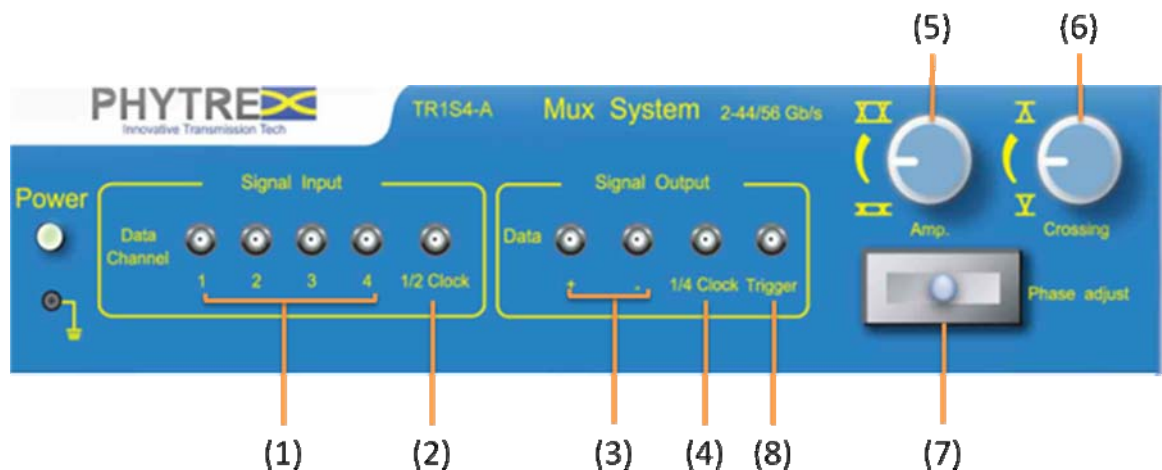 (5) (6)
PHYTREX
Innovative Transmission Tech
TR1S4-A Mux System 2-44/56 Gb/s
Signal Input Signal Output
Power
Data Channel
1 2 3 4 1/2 Clock
Data
+ - 1/4 Clock Trigger
Amp. Crossing
Phase adjust
(1) (2) (3) (4) (8) (7)